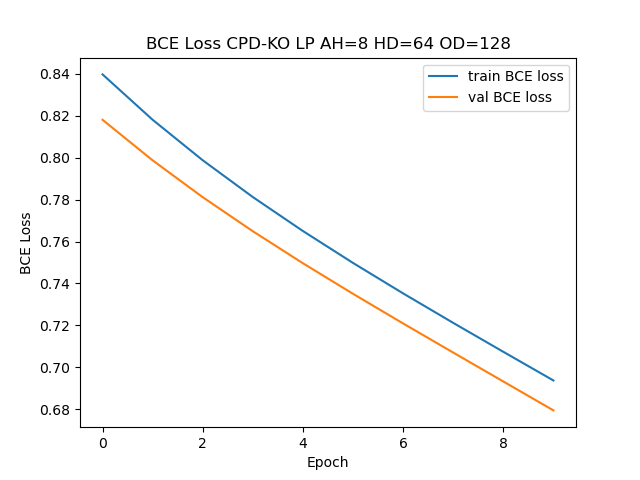 BCE Loss CPD-KO LP AH=8 HD=64 OD=128
train BCE loss
val BCE loss
0.84
0.82
0.80
0.78
0.76
0.74
0.72
0.70
0.68
BCE Loss
0 2 4 6 8
Epoch